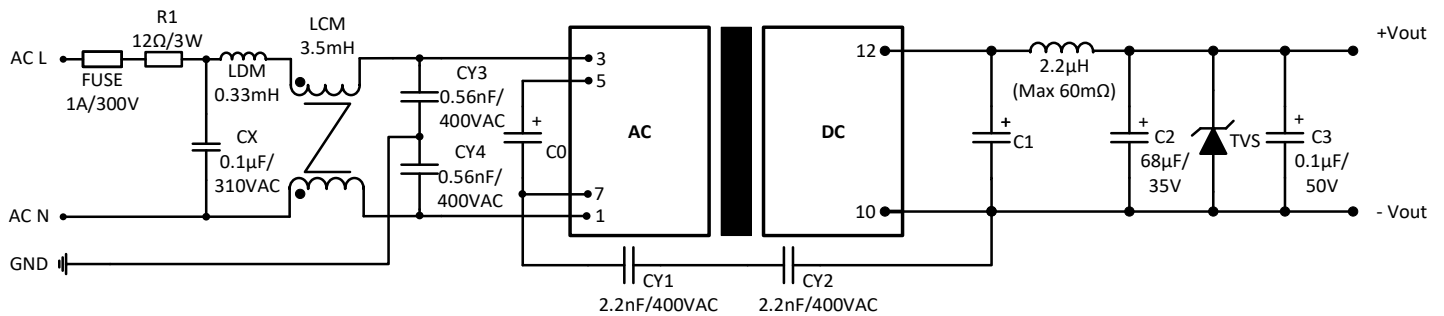 AC L
FUSE
1A/300V
R1
12Ω/3W
LDM
0.33mH
LCM
3.5mH
CX
0.1µF/
310VAC
AC N
GND
CY3
0.56nF/
400VAC
CY4
0.56nF/
400VAC
+
C0
3
5
7
1
AC
DC
12
10
CY1
2.2nF/400VAC
CY2
2.2nF/400VAC
+
C1
2.2µH
(Max 60mΩ)
+
C2
68µF/
35V
TVS
+
C3
0.1µF/
50V
+Vout
- Vout